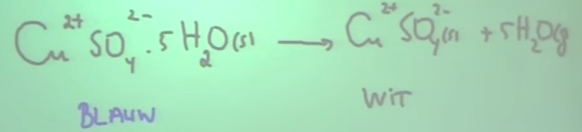 Cu²⁺SO₄²⁻.5H₂O(s) → Cu²⁺SO₄²⁻(s) + 5H₂O(g)
BLAUW WIT